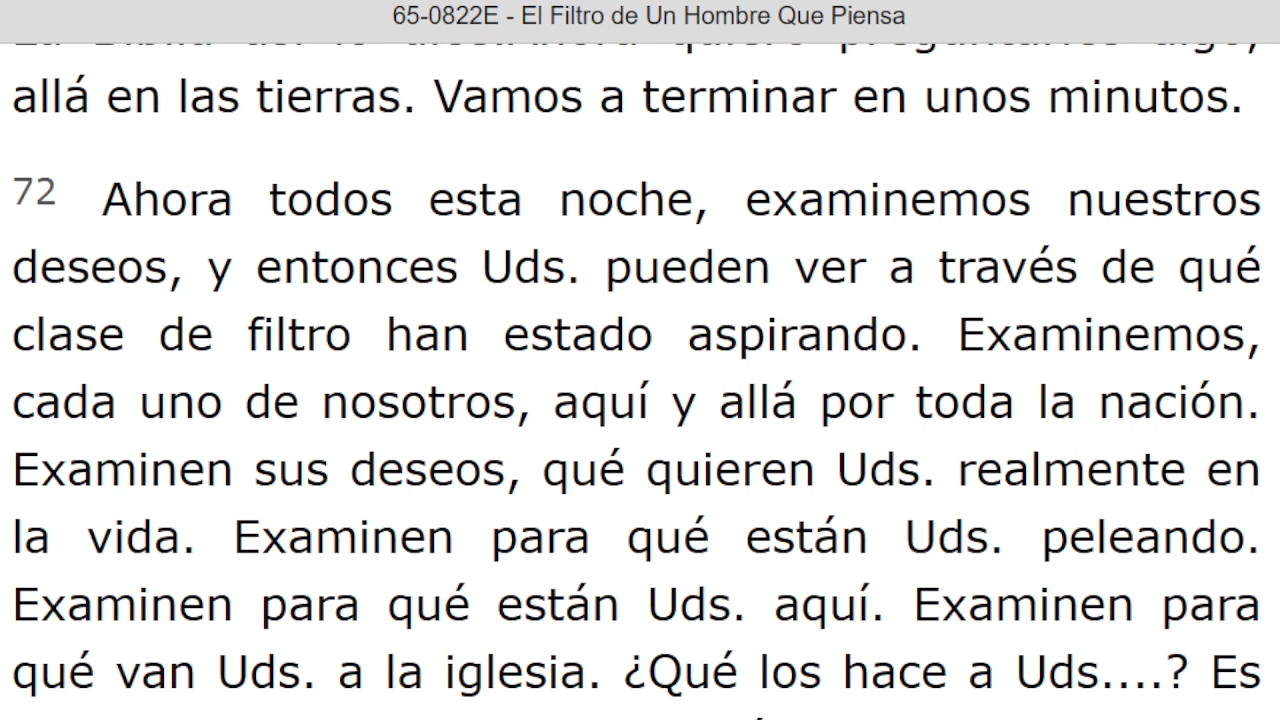 65-0822E - El Filtro de Un Hombre Que Piensa
allá en las tierras. Vamos a terminar en unos minutos.
72 Ahora todos esta noche, examinemos nuestros
deseos, y entonces Uds. pueden ver a través de qué
clase de filtro han estado aspirando. Examinemos,
cada uno de nosotros, aquí y allá por toda la nación.
Examinen sus deseos, qué quieren Uds. realmente en
la vida. Examinen para qué están Uds. peleando.
Examinen para qué están Uds. aquí. Examinen para
qué van Uds. a la iglesia. ¿Qué los hace a Uds....? Es